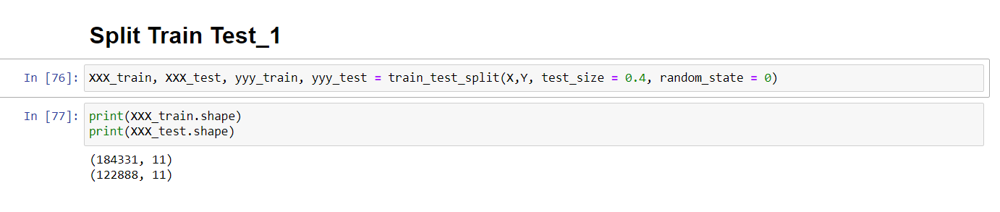 Split Train Test_1
In [76]: XXX_train, XXX_test, yyy_train, yyy_test = train_test_split(X,Y, test_size = 0.4, random_state = 0)
In [77]: print(XXX_train.shape)
print(XXX_test.shape)
(184331, 11)
(122888, 11)